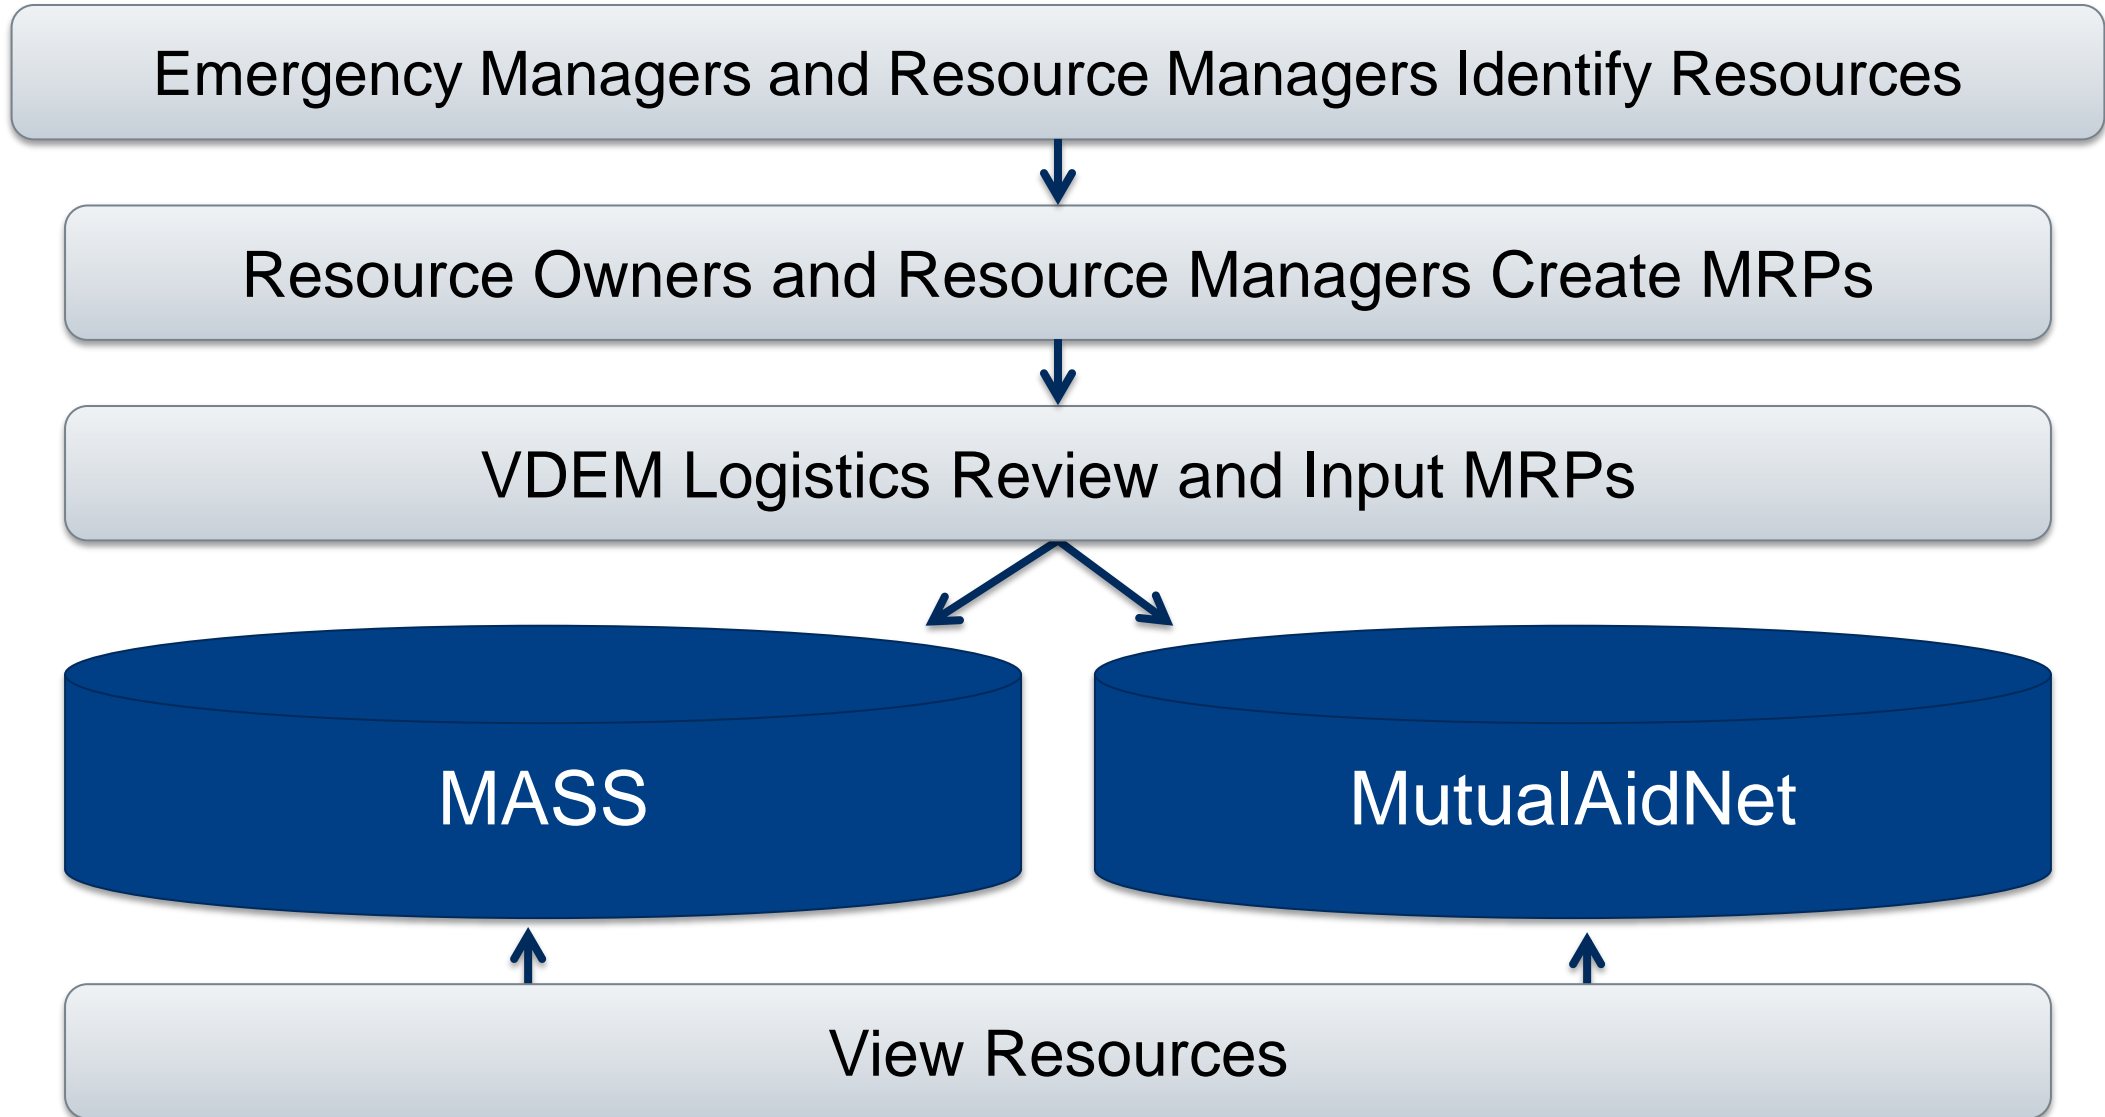 Emergency Managers and Resource Managers Identify Resources
Resource Owners and Resource Managers Create MRPs
VDEM Logistics Review and Input MRPs
MASS
MutualAidNet
View Resources